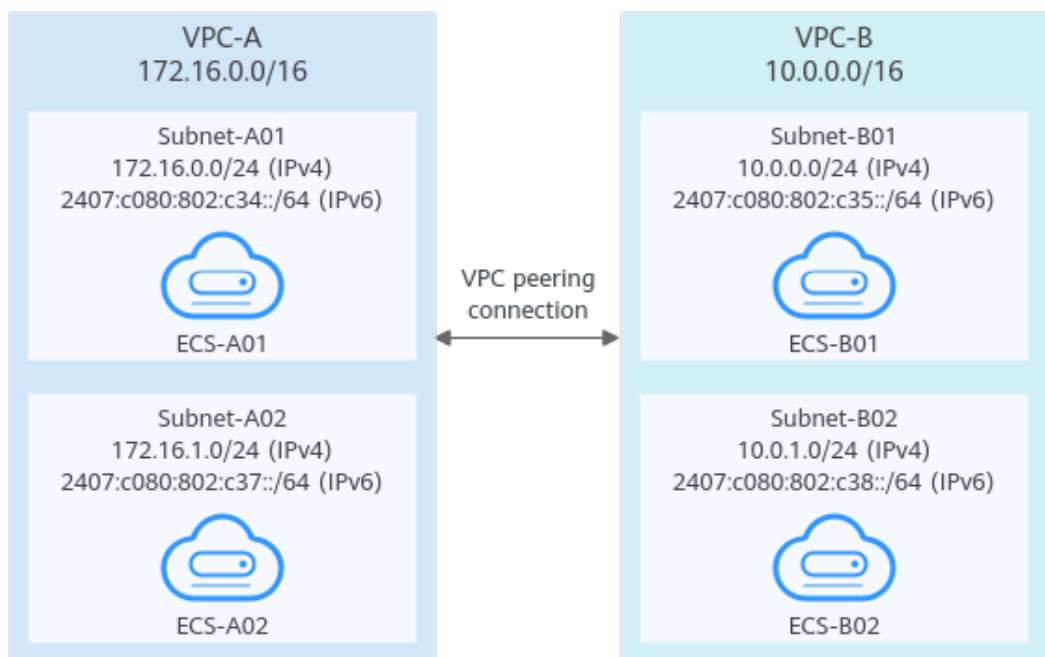 VPC-A
172.16.0.0/16
Subnet-A01
172.16.0.0/24 (IPv4)
2407:c080:802:c34::/64 (IPv6)
ECS-A01
Subnet-A02
172.16.1.0/24 (IPv4)
2407:c080:802:c37::/64 (IPv6)
ECS-A02
VPC peering
connection
VPC-B
10.0.0.0/16
Subnet-B01
10.0.0.0/24 (IPv4)
2407:c080:802:c35::/64 (IPv6)
ECS-B01
Subnet-B02
10.0.1.0/24 (IPv4)
2407:c080:802:c38::/64 (IPv6)
ECS-B02